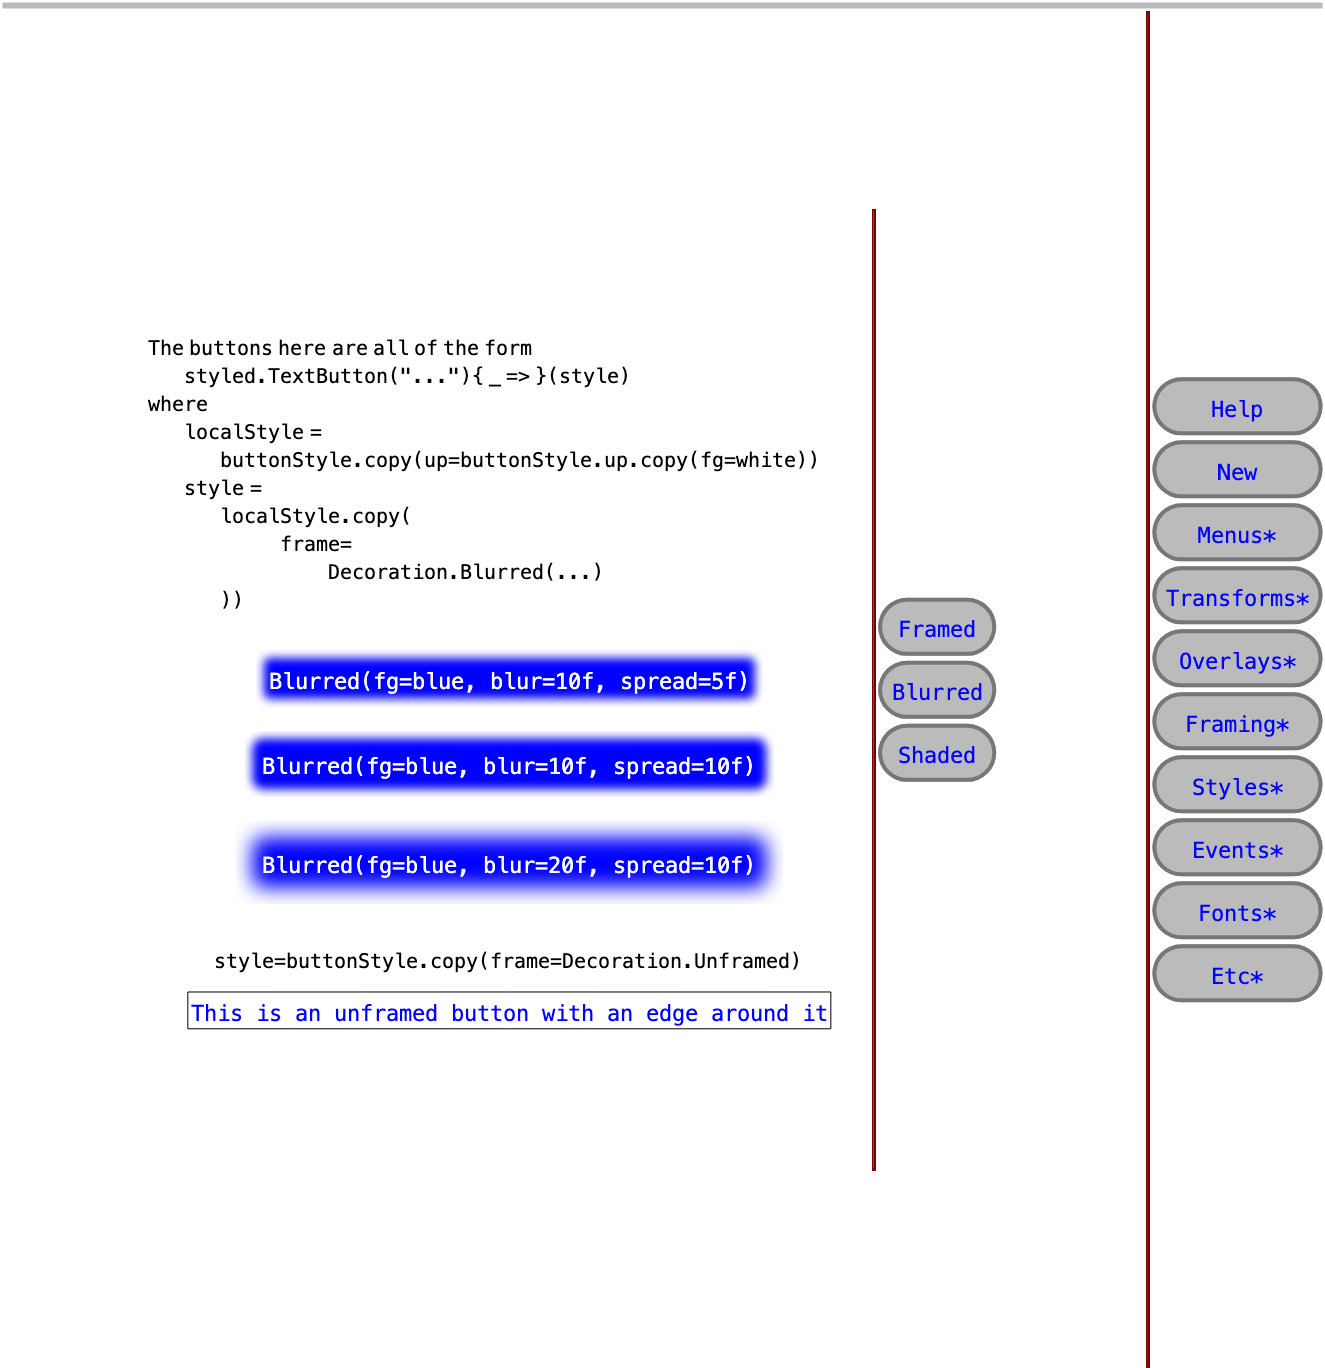 The buttons here are all of the form
styled.TextButton("..."){ _ => }(style)
where
localStyle =
buttonStyle.copy(up=buttonStyle.up.copy(fg=white))
style =
localStyle.copy(
frame=
Decoration.Blurred(...)
))
Blurred(fg=blue, blur=10f, spread=5f)
Blurred(fg=blue, blur=10f, spread=10f)
Blurred(fg=blue, blur=20f, spread=10f)
style=buttonStyle.copy(frame=Decoration.Unframed)
This is an unframed button with an edge around it
Framed
Blurred
Shaded
Help
New
Menus*
Transforms*
Overlays*
Framing*
Styles*
Events*
Fonts*
Etc*